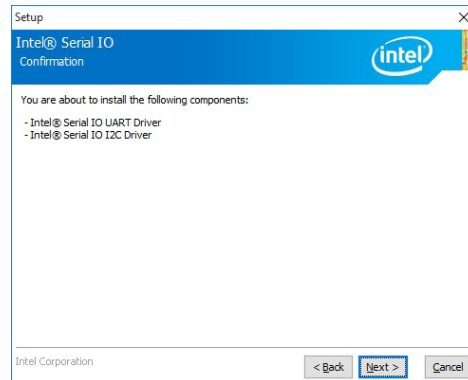 Setup
Intel® Serial IO
Confirmation
intel
You are about to install the following components:
- Intel® Serial IO UART Driver
- Intel® Serial IO I2C Driver
Intel Corporation
< Back
Next >
Cancel